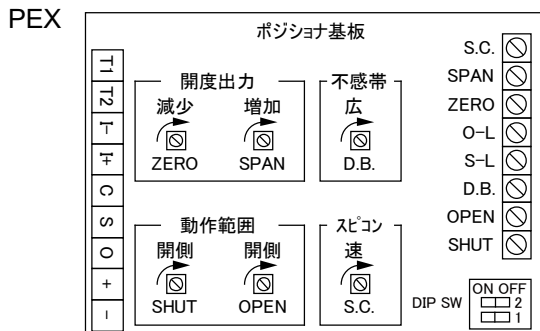 PEX
ポジショナ基板
T1
T2
I-
I+
C
S
O
+
-
開度出力
減少 増加
ZERO SPAN
不感帯
広
D.B.
動作範囲
開側 開側
SHUT OPEN
スピコン
速
S.C.
S.C.
SPAN
ZERO
O-L
S-L
D.B.
OPEN
SHUT
DIP SW
ON OFF
2
1